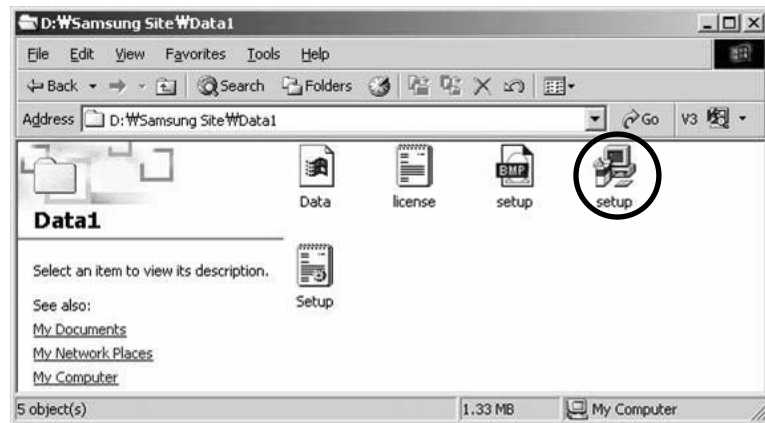 D:₩Samsung Site₩Data1
File Edit View Favorites Tools Help
Back Search Folders
Address D:₩Samsung Site₩Data1 Go V3
Data license BMP setup setup
Data1
Select an item to view its description.
Setup
See also:
My Documents
My Network Places
My Computer
5 object(s) 1.33 MB My Computer